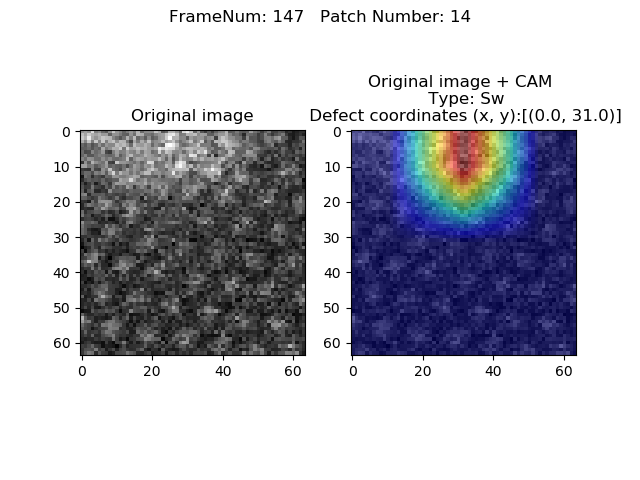 FrameNum: 147   Patch Number: 14
Original image
0
10
20
30
40
50
60
0 20 40 60
Original image + CAM
Type: Sw
Defect coordinates (x, y):[(0.0, 31.0)]
0
10
20
30
40
50
60
0 20 40 60